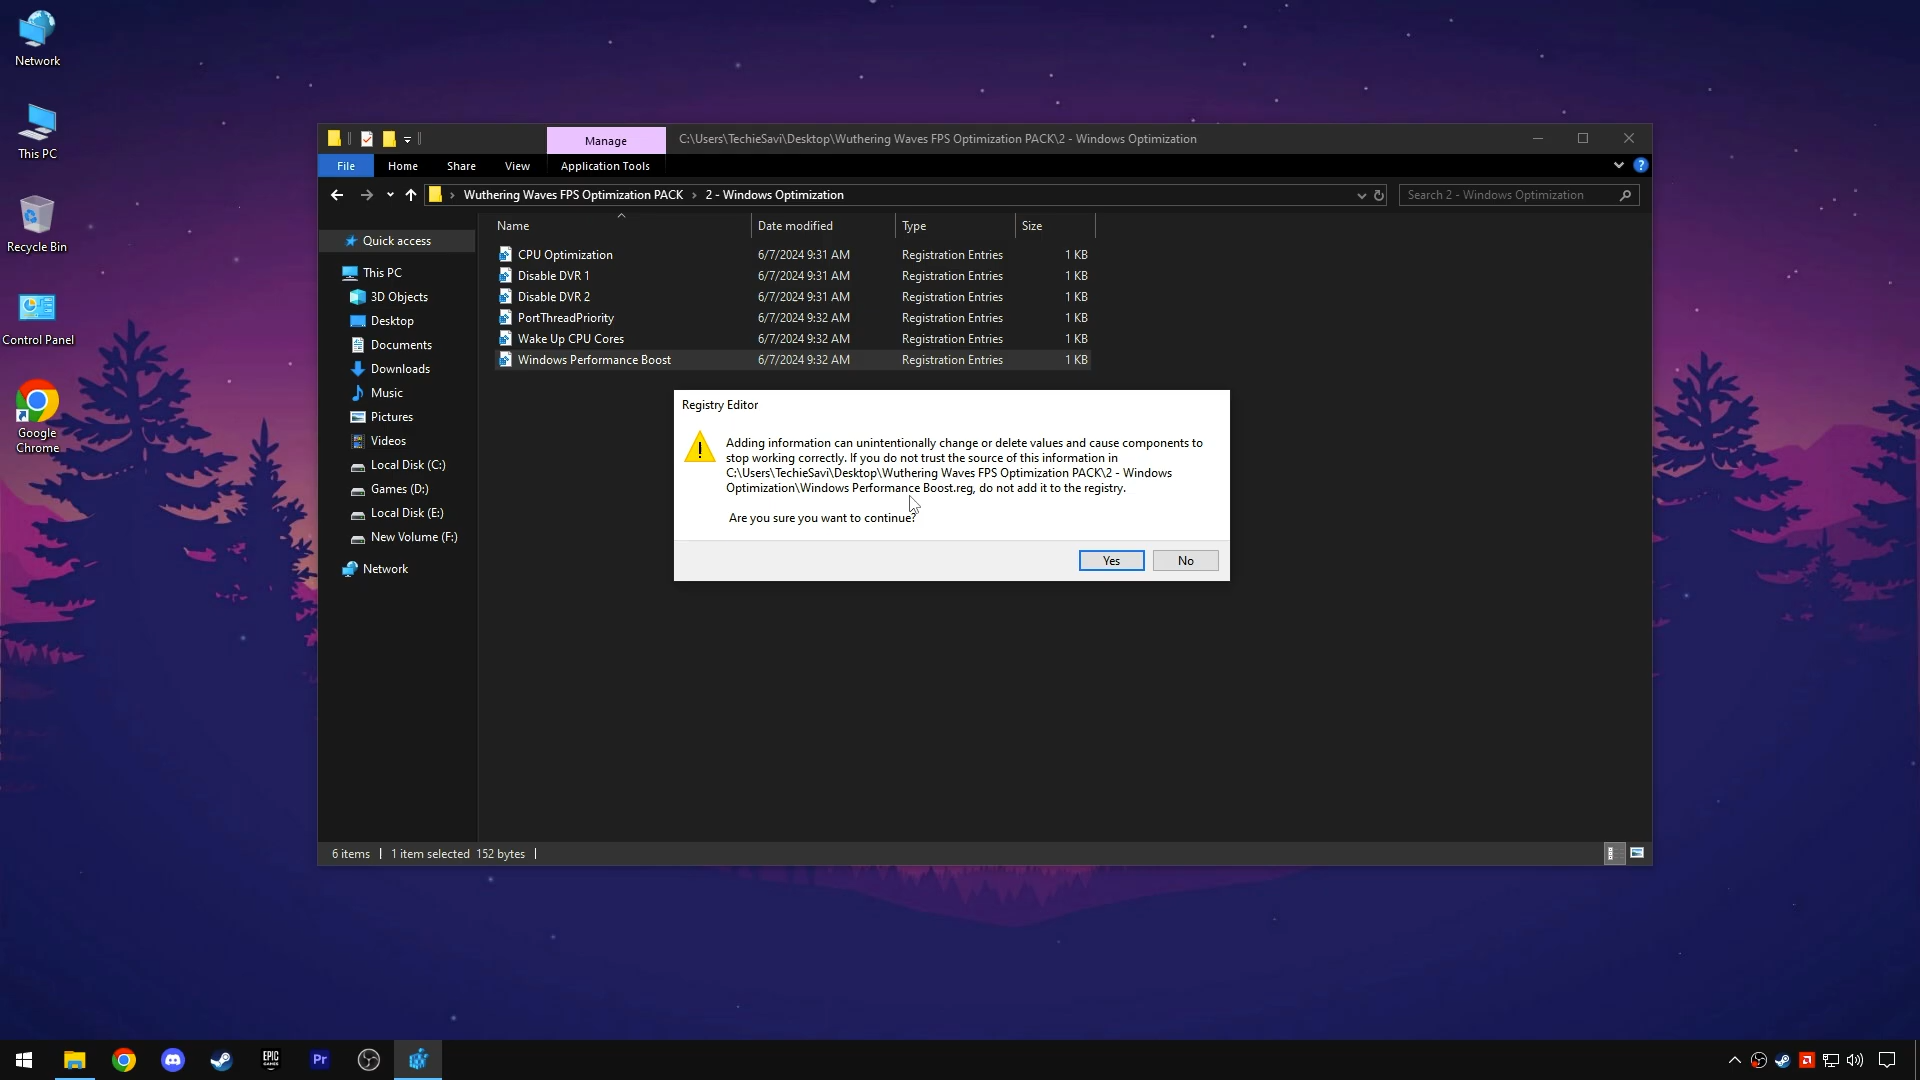 Network
This PC
Recycle Bin
Control Panel
Google
Chrome
Manage
C:\Users\TechieSavi\Desktop\Wuthering Waves FPS Optimization PACK\2 - Windows Optimization
File
Home
Share
View
Application Tools
Wuthering Waves FPS Optimization PACK
2 - Windows Optimization
Search 2 - Windows Optimization
Quick access
This PC
3D Objects
Desktop
Documents
Downloads
Music
Pictures
Videos
Local Disk (C:)
Games (D:)
Local Disk (E:)
New Volume (F:)
Network
Name Date modified Type Size
CPU Optimization 6/7/2024 9:31 AM Registration Entries 1 KB
Disable DVR 1 6/7/2024 9:31 AM Registration Entries 1 KB
Disable DVR 2 6/7/2024 9:31 AM Registration Entries 1 KB
PortThreadPriority 6/7/2024 9:32 AM Registration Entries 1 KB
Wake Up CPU Cores 6/7/2024 9:32 AM Registration Entries 1 KB
Windows Performance Boost 6/7/2024 9:32 AM Registration Entries 1 KB
Registry Editor
Adding information can unintentionally change or delete values and cause components to
stop working correctly. If you do not trust the source of this information in
C:\Users\TechieSavi\Desktop\Wuthering Waves FPS Optimization PACK\2 - Windows
Optimization\Windows Performance Boost.reg, do not add it to the registry.
Are you sure you want to continue?
Yes
No
6 items
1 item selected 152 bytes
EPIC
GAMES
Pr